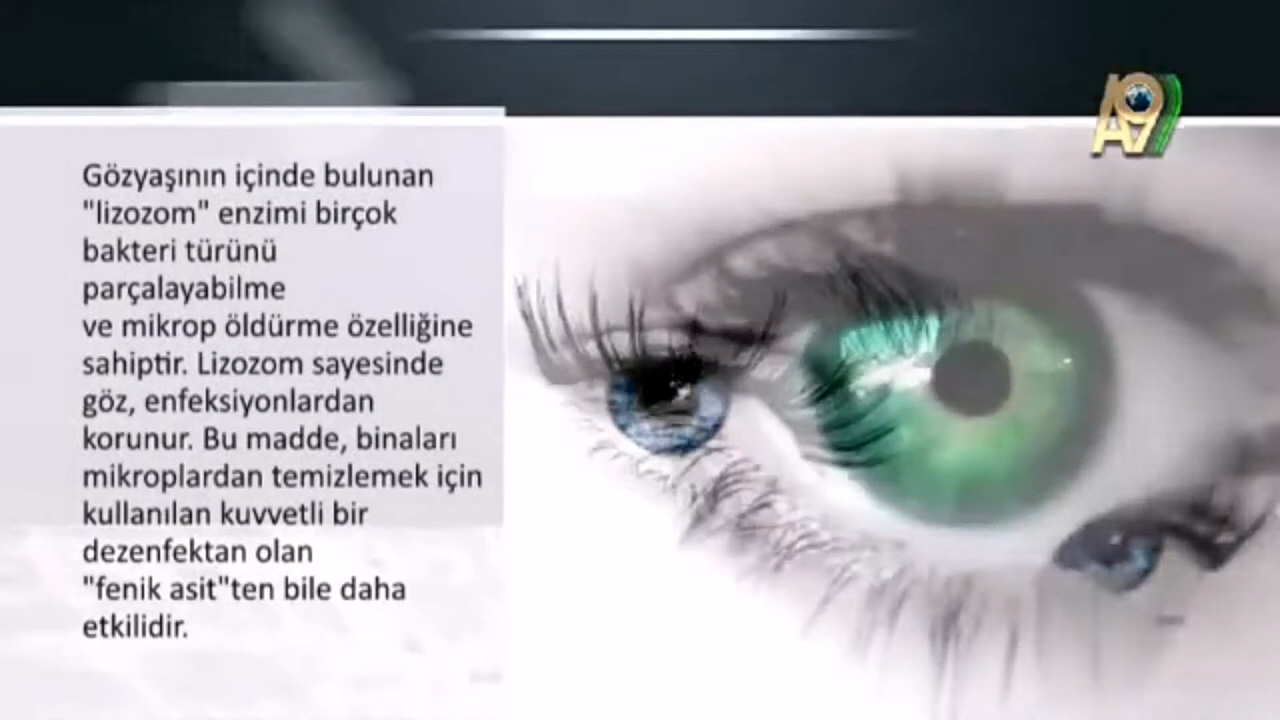 A9
Gözyaşının içinde bulunan
"lizozom" enzimi birçok
bakteri türünü
parçalayabilme
ve mikrop öldürme özelliğine
sahiptir. Lizozom sayesinde
göz, enfeksiyonlardan
korunur. Bu madde, binaları
mikroplardan temizlemek için
kullanılan kuvvetli bir
dezenfektan olan
"fenik asit"ten bile daha
etkilidir.